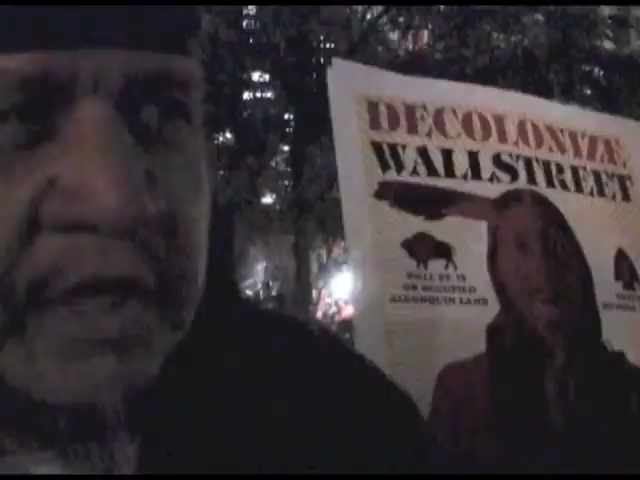 DECOLONIZE
WALLSTREET
WALL ST. IS
ON OCCUPIED
ALGONQUIN LAND